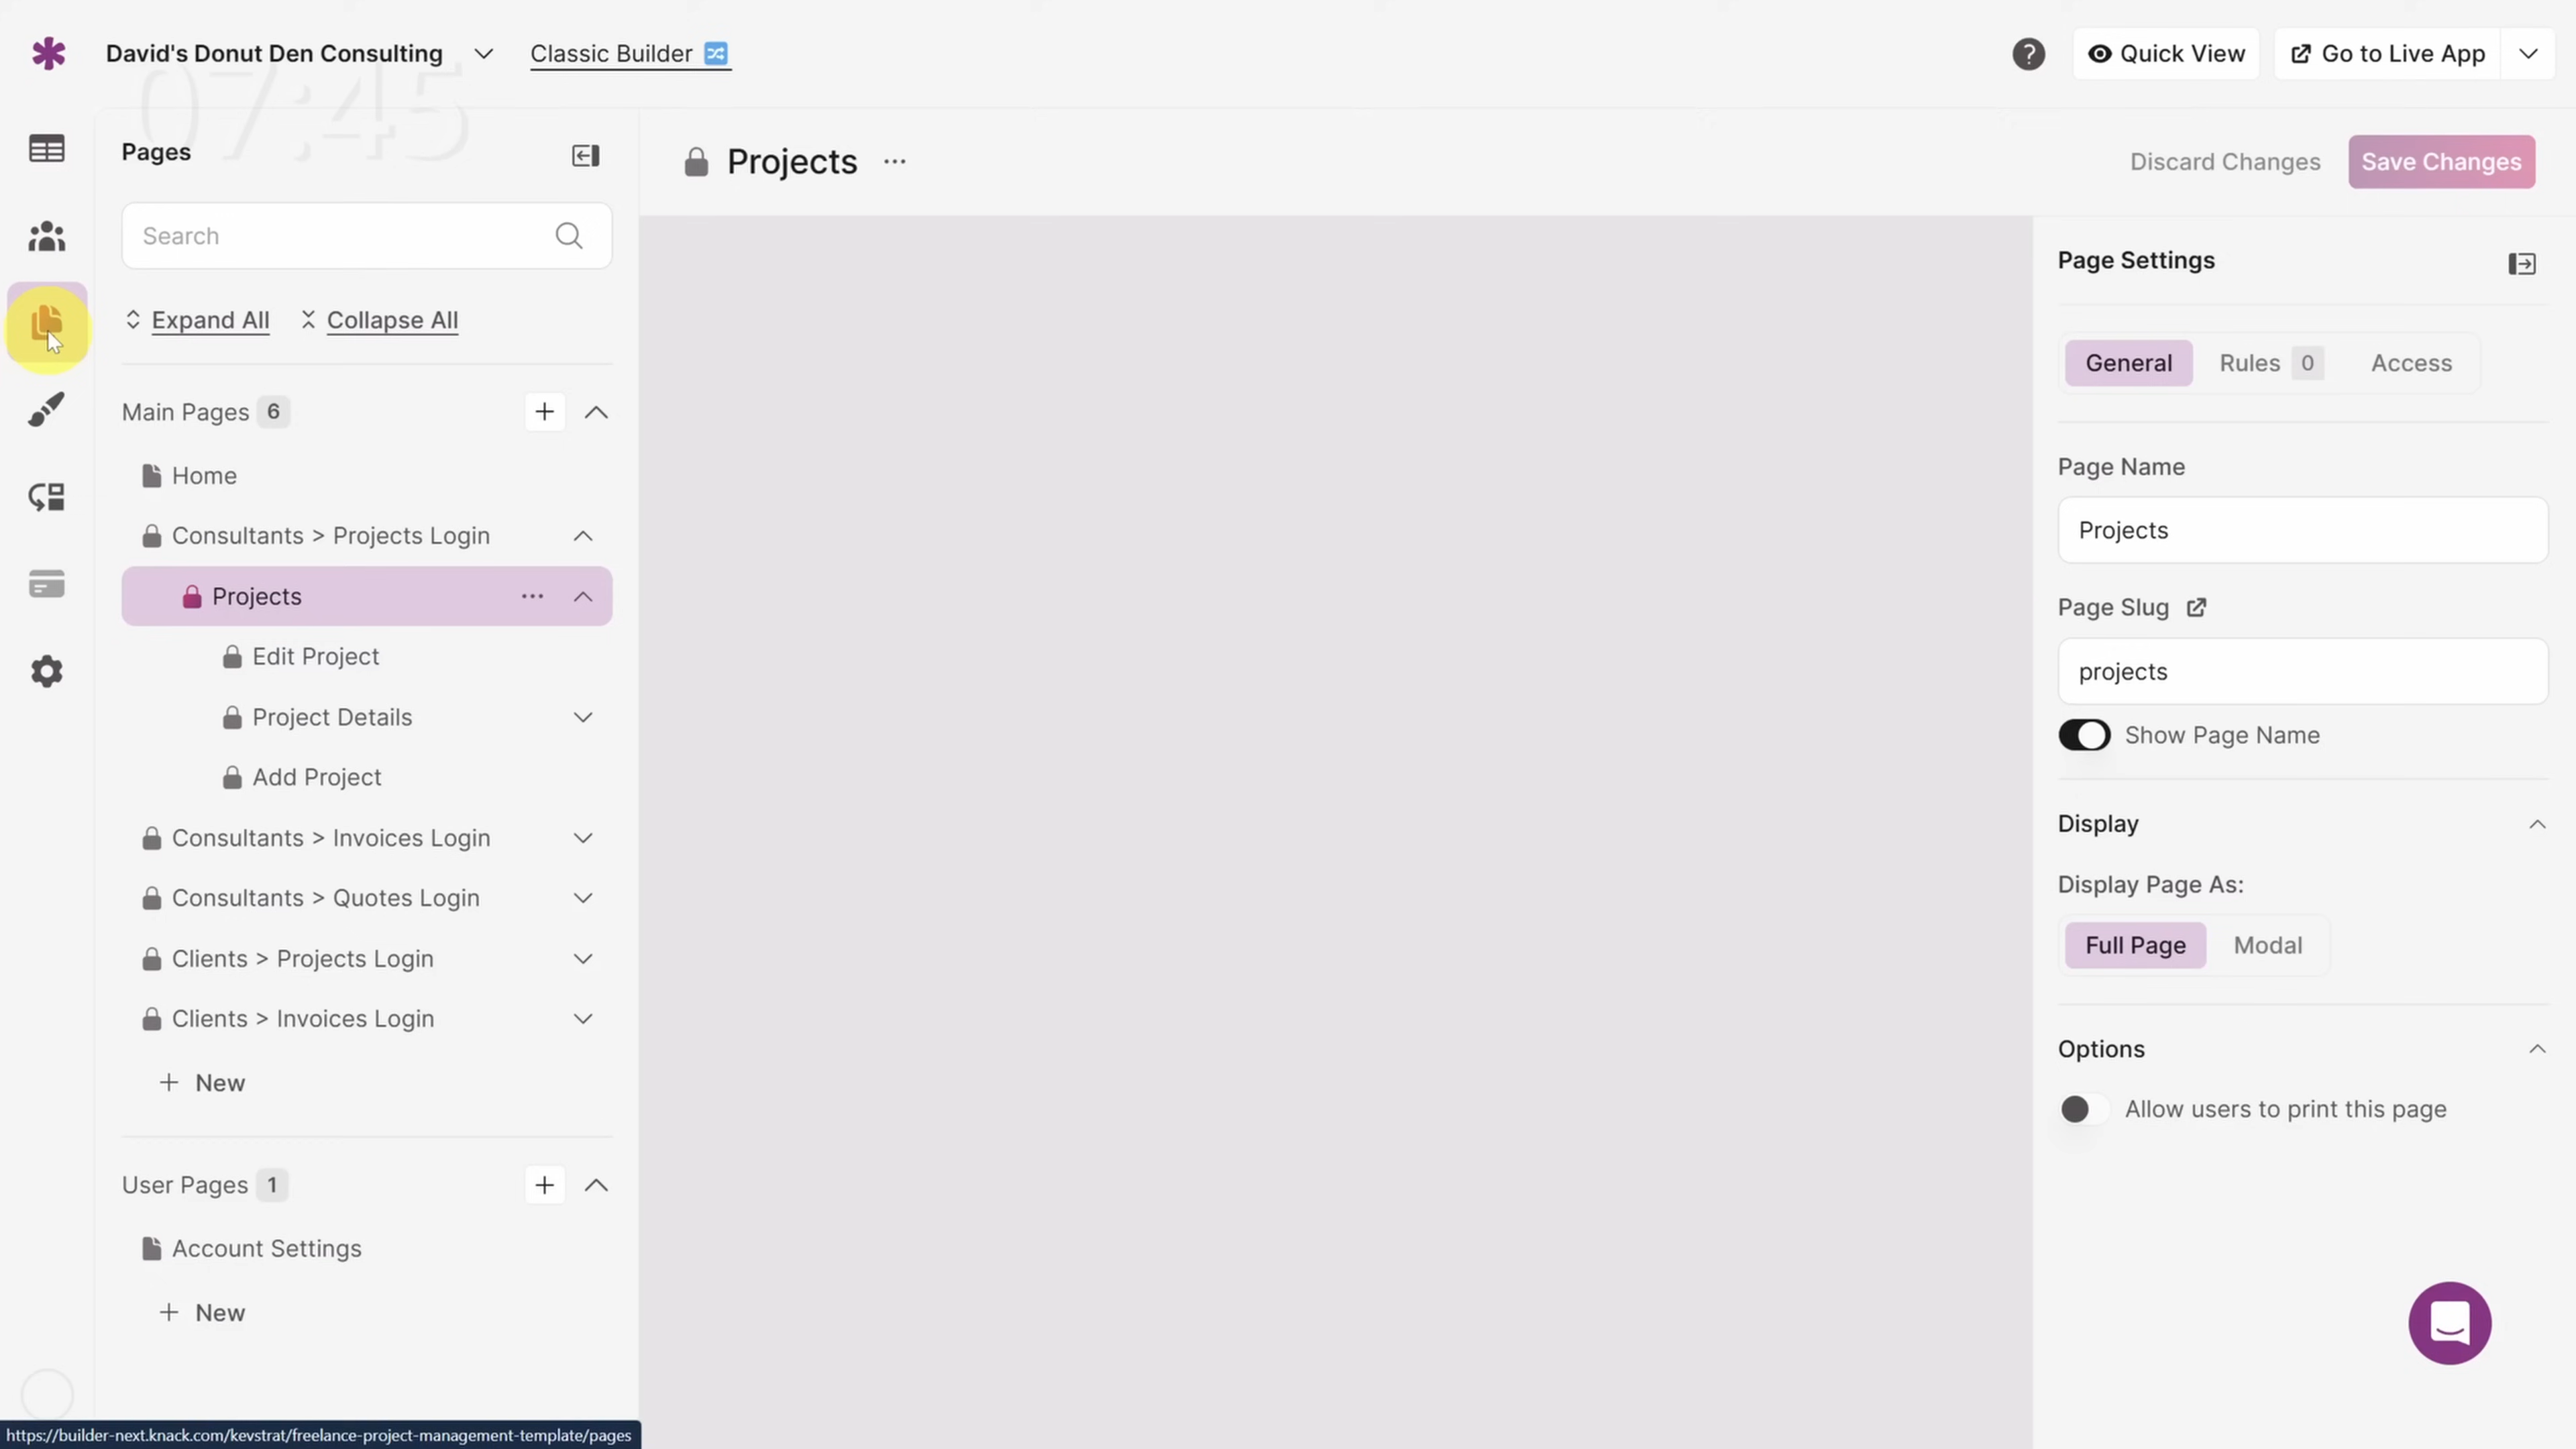 David's Donut Den Consulting
Classic Builder
?
Quick View
Go to Live App
07:45
Pages
Projects
Discard Changes
Save Changes
Search
Expand All
Collapse All
Main Pages 6
Home
Consultants > Projects Login
Projects
Edit Project
Project Details
Add Project
Consultants > Invoices Login
Consultants > Quotes Login
Clients > Projects Login
Clients > Invoices Login
+ New
User Pages 1
Account Settings
+ New
Page Settings
General
Rules 0
Access
Page Name
Projects
Page Slug
projects
Show Page Name
Display
Display Page As:
Full Page
Modal
Options
Allow users to print this page
https://builder-next.knack.com/kevstrat/freelance-project-management-template/pages